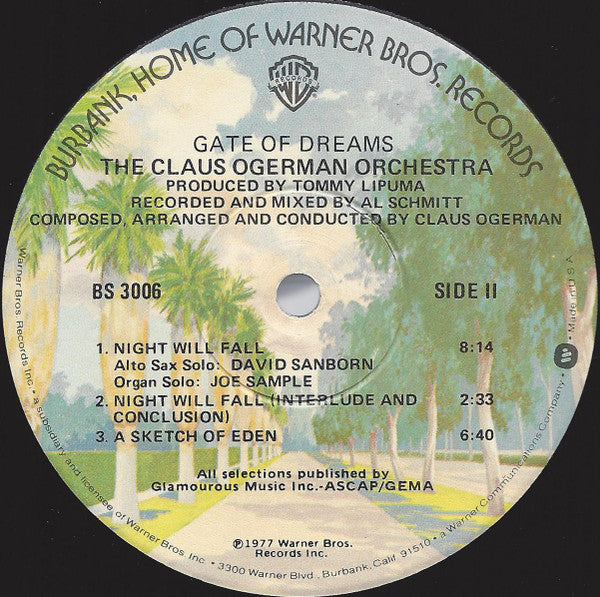 BURBANK, HOME OF WARNER BROS. RECORDS
RECORDS
GATE OF DREAMS
THE CLAUS OGERMAN ORCHESTRA
PRODUCED BY TOMMY LIPUMA
RECORDED AND MIXED BY AL SCHMITT
COMPOSED, ARRANGED AND CONDUCTED BY CLAUS OGERMAN
BS 3006 SIDE II
1. NIGHT WILL FALL 8:14
Alto Sax Solo: DAVID SANBORN
Organ Solo: JOE SAMPLE
2. NIGHT WILL FALL (INTERLUDE AND 2:33
CONCLUSION)
3. A SKETCH OF EDEN 6:40
All selections published by
Glamourous Music Inc.-ASCAP/GEMA
℗1977 Warner Bros.
Records Inc.
Warner Bros. Records Inc. • a subsidiary and licensee of Warner Bros. Inc. • 3300 Warner Blvd., Burbank, Calif. 91510 • a Warner Communications Company • Made in U.S.A.